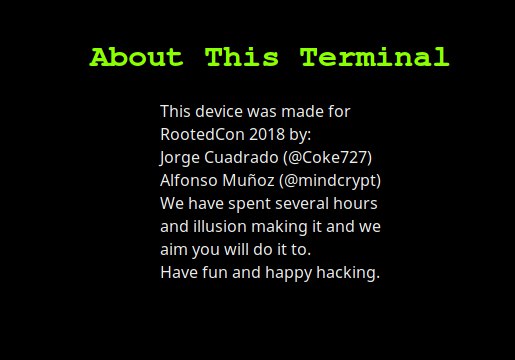 About This Terminal
This device was made for
RootedCon 2018 by:
Jorge Cuadrado (@Coke727)
Alfonso Muñoz (@mindcrypt)
We have spent several hours
and illusion making it and we
aim you will do it to.
Have fun and happy hacking.